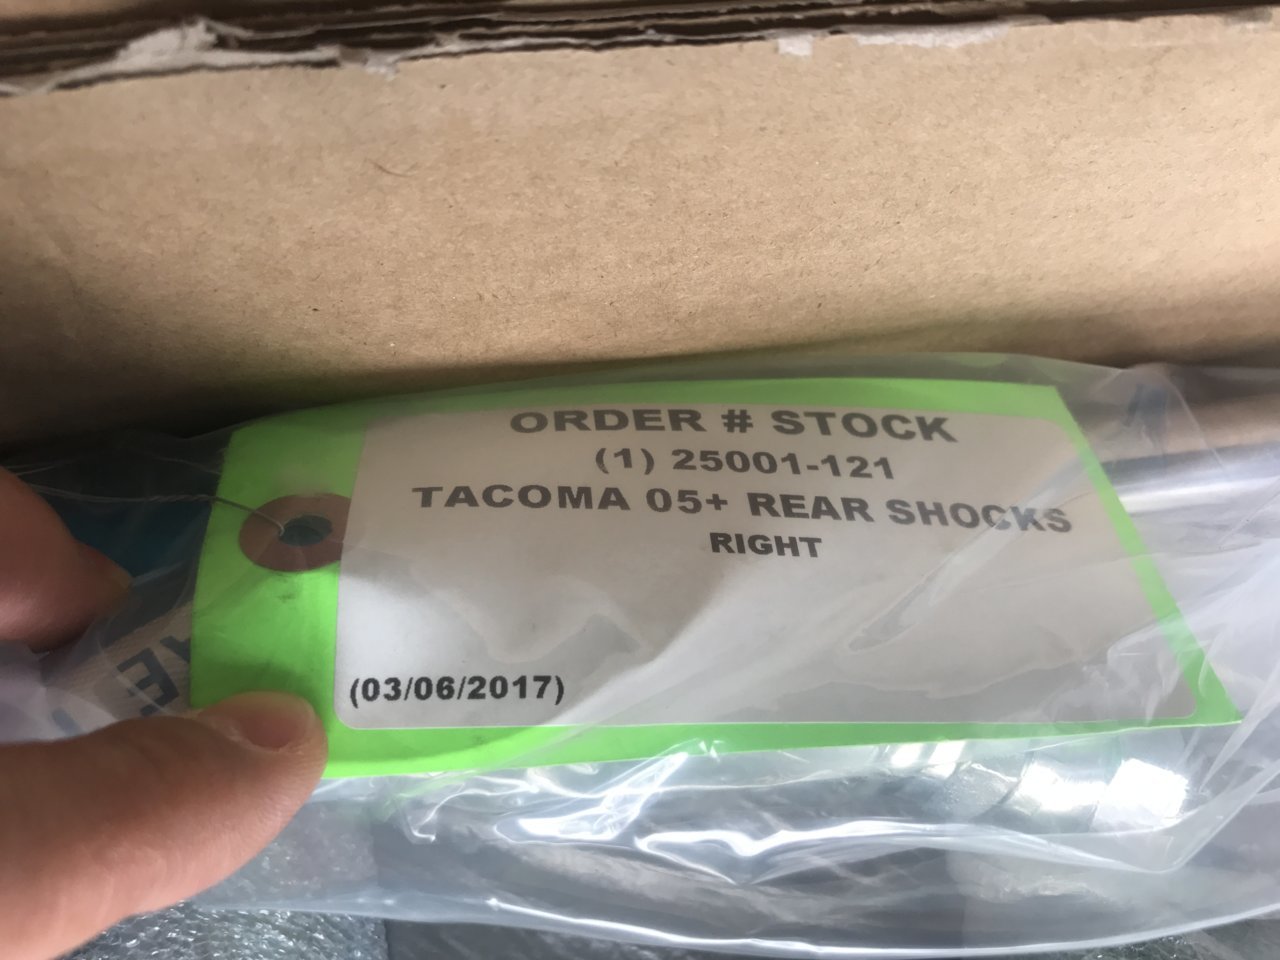 ORDER # STOCK
(1) 25001-121
TACOMA 05+ REAR SHOCKS
RIGHT
(03/06/2017)